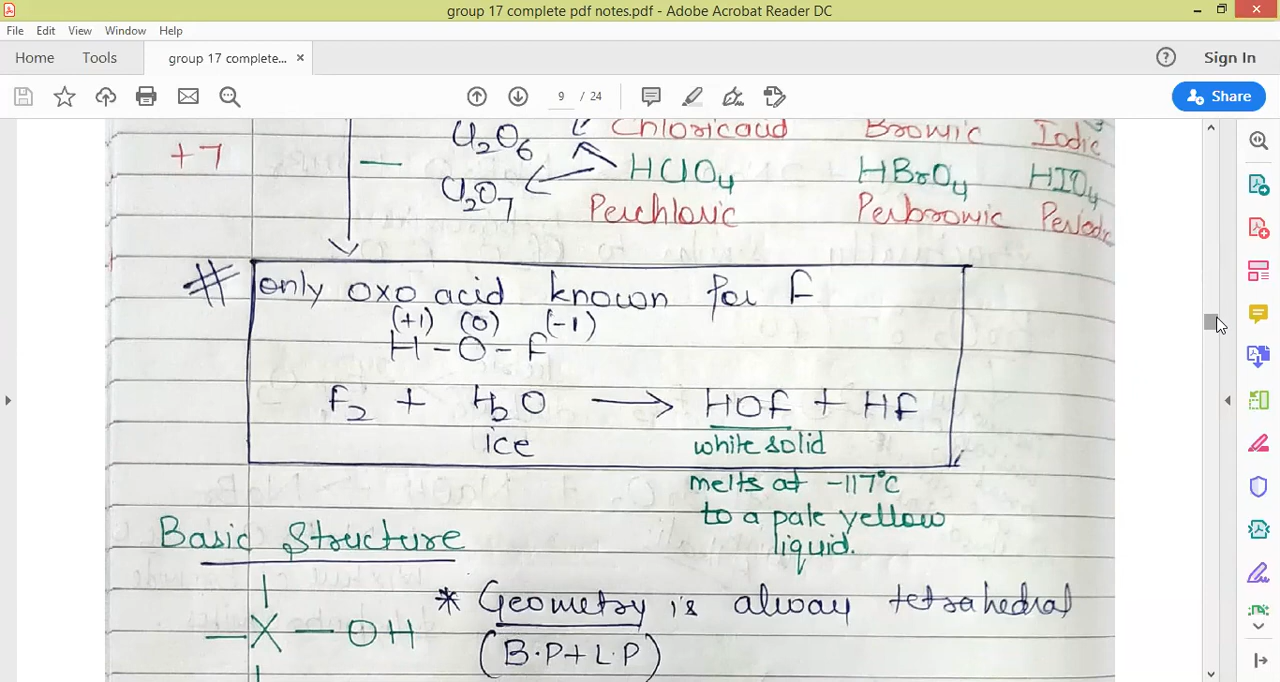 group 17 complete pdf notes.pdf - Adobe Acrobat Reader DC
File Edit View Window Help
Home Tools group 17 complete... ×
Sign In
9 / 24
Share
Cl2O6 Chloricacid Bromic Iodic
+7 — HClO4 HBrO4 HIO4
Cl2O7
Perchloric Perbromic Periodic
# only oxo acid known for F
(+1) (0) (-1)
H-O-F
F2 + H2O → HOF + HF
ice white solid
melts at -117°C
to a pale yellow
liquid.
Basic Structure
* Geometry is alway tetrahedral
—X—OH
(B.P+L.P)